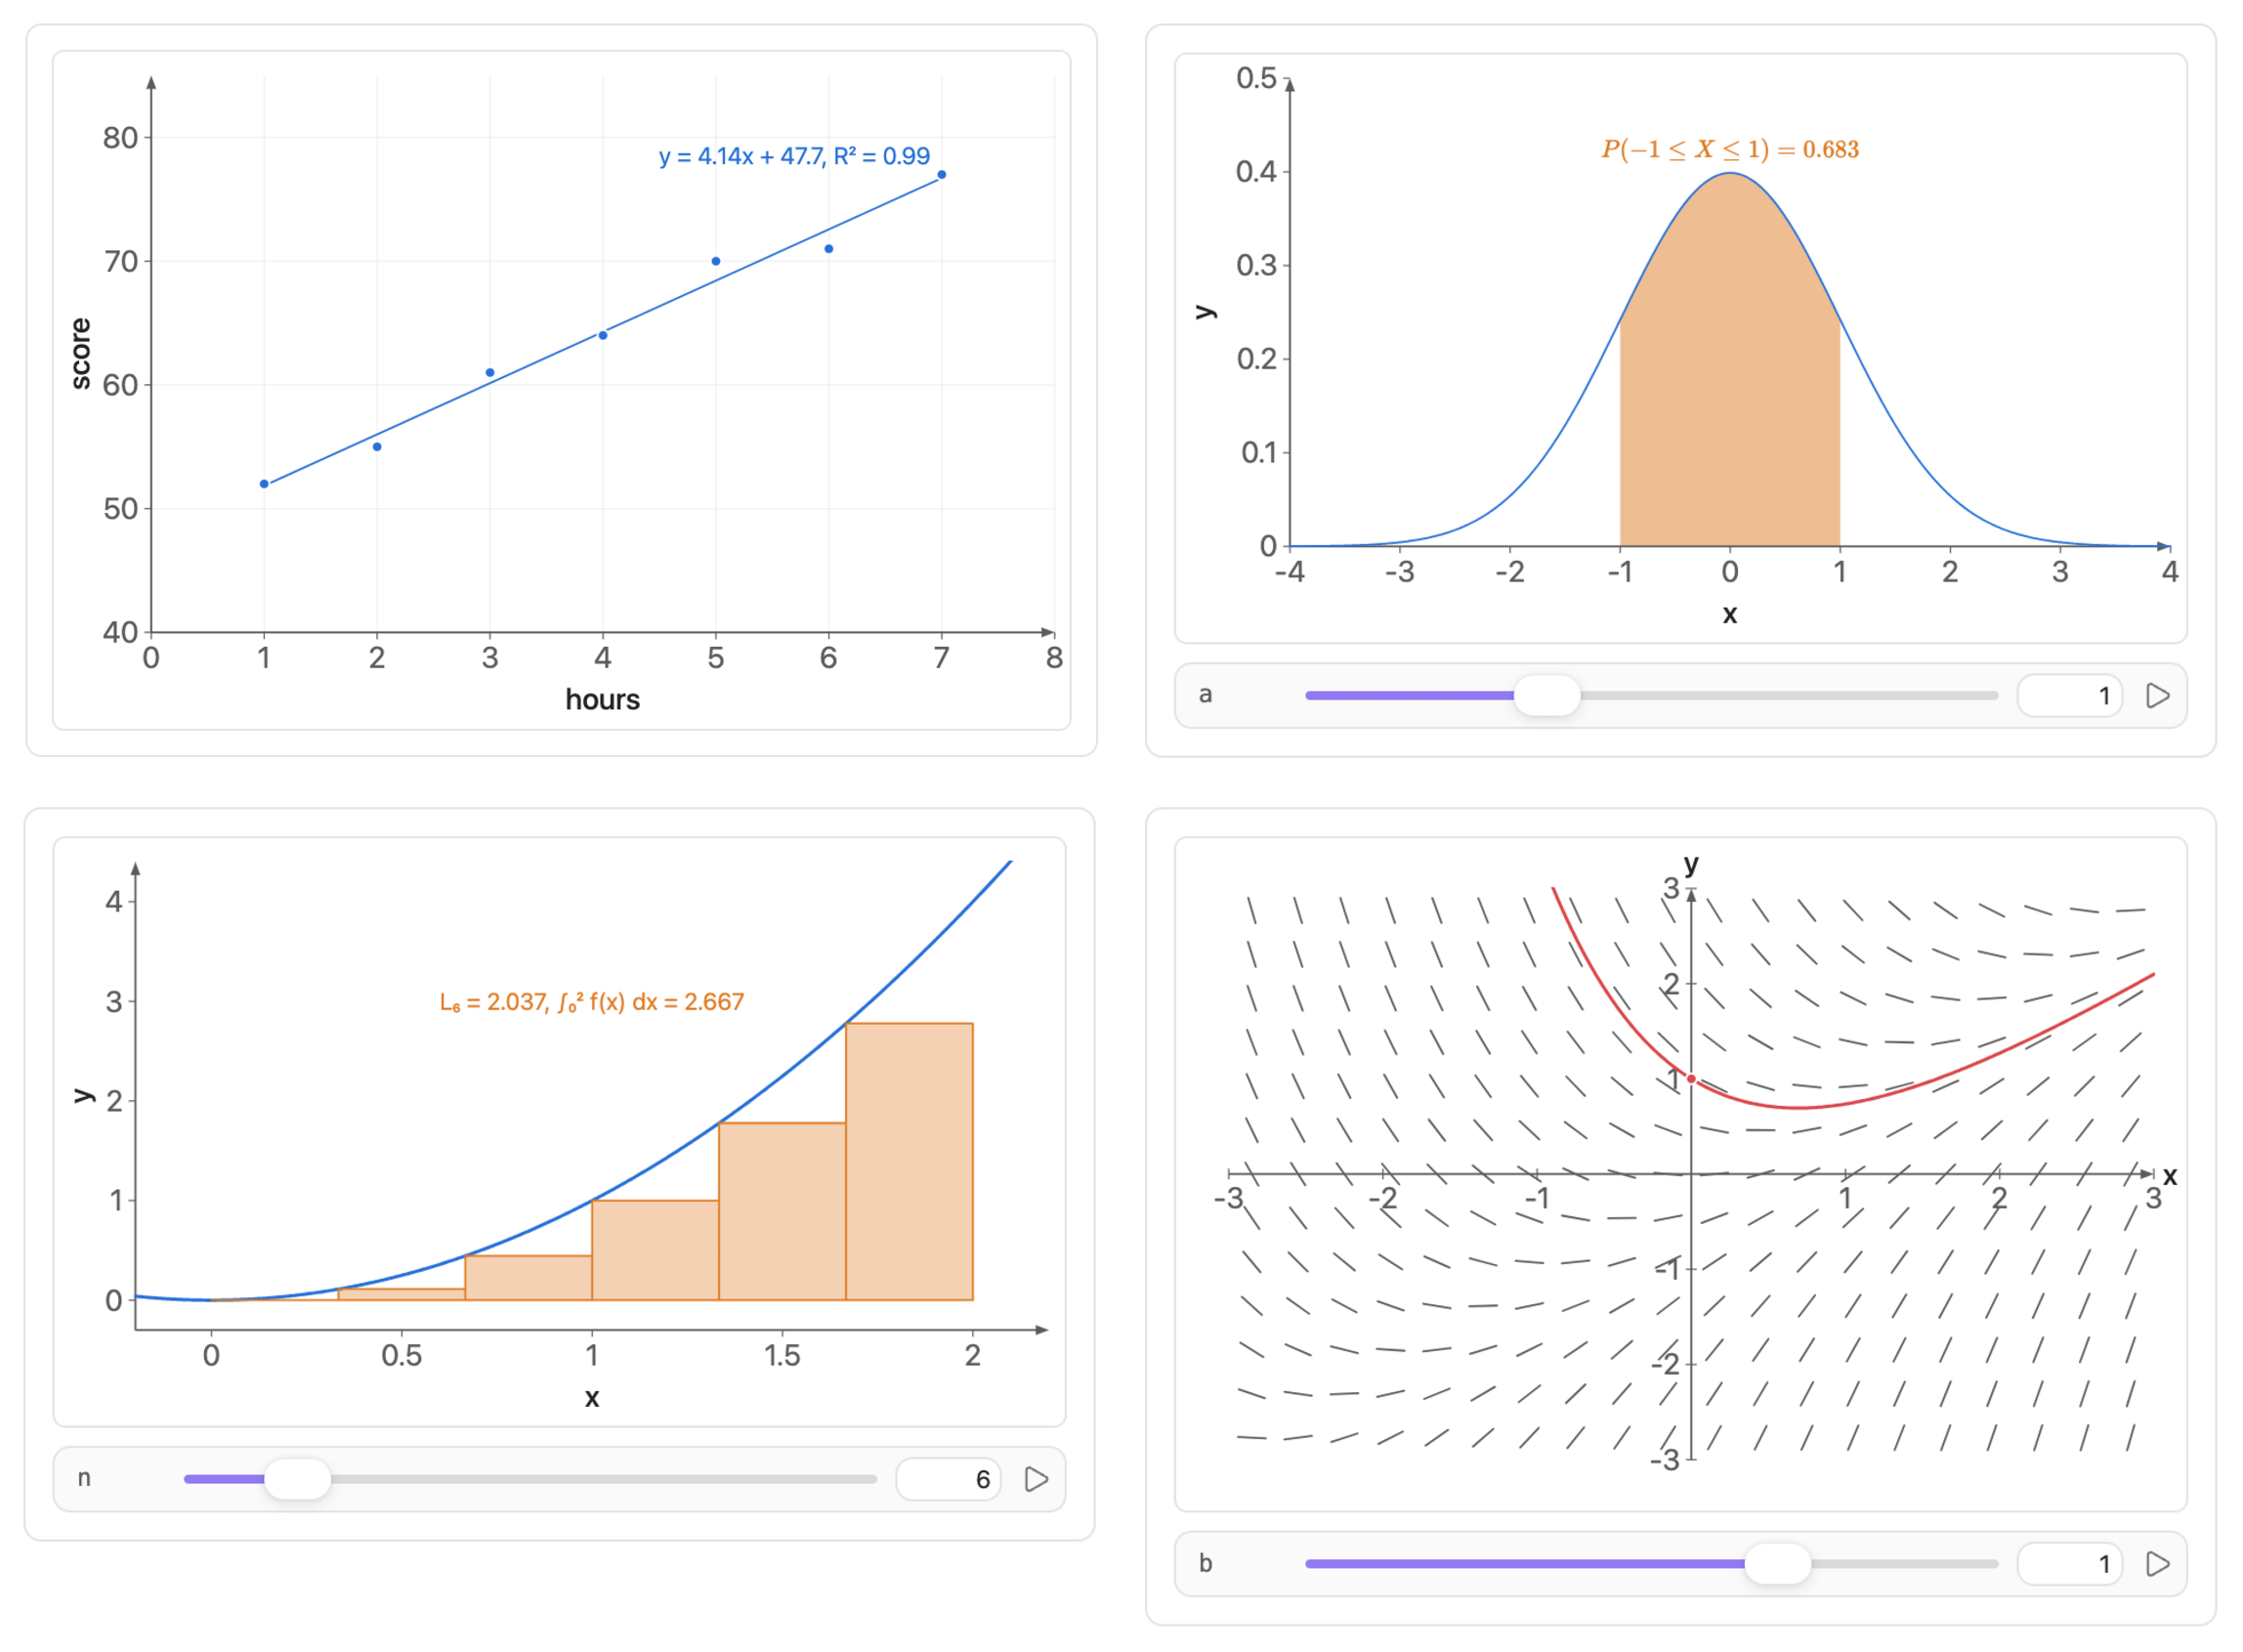 80
70
60
50
40
score
y = 4.14x + 47.7, R² = 0.99
0 1 2 3 4 5 6 7 8
hours
0.5
0.4
0.3
0.2
0.1
0
y
P(−1 ≤ X ≤ 1) = 0.683
-4 -3 -2 -1 0 1 2 3 4
x
a 1
4
3
2
1
0
y
L₆ = 2.037, ∫₀² f(x) dx = 2.667
0 0.5 1 1.5 2
x
n 6
y
3
2
1
-3 -2 -1 1 2 3 x
-1
-2
-3
b 1